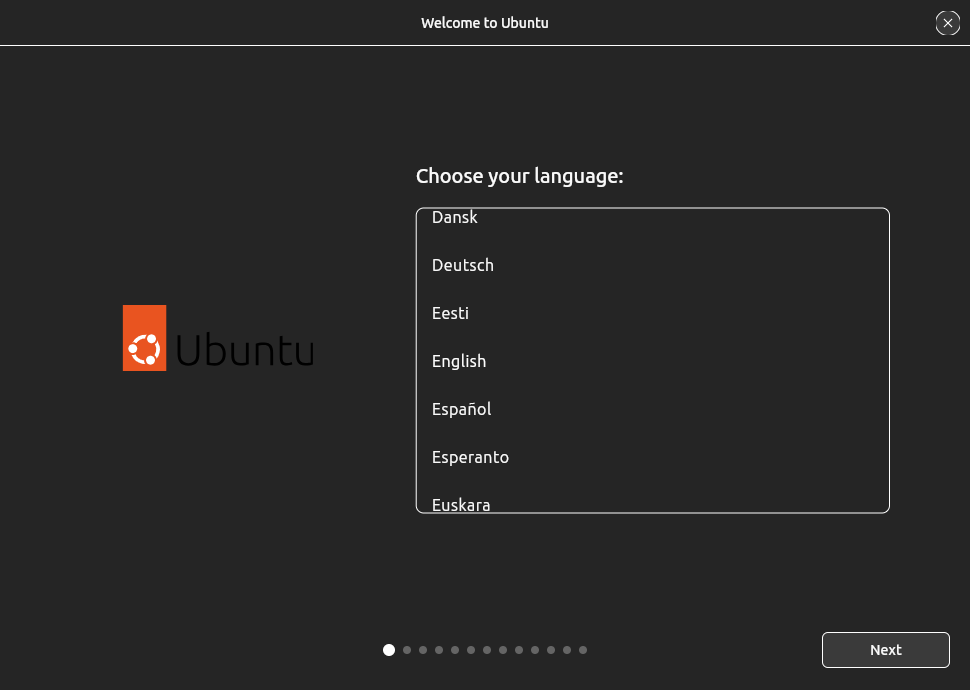 Welcome to Ubuntu
Choose your language:
Dansk
Deutsch
Eesti
English
Español
Esperanto
Euskara
Ubuntu
Next